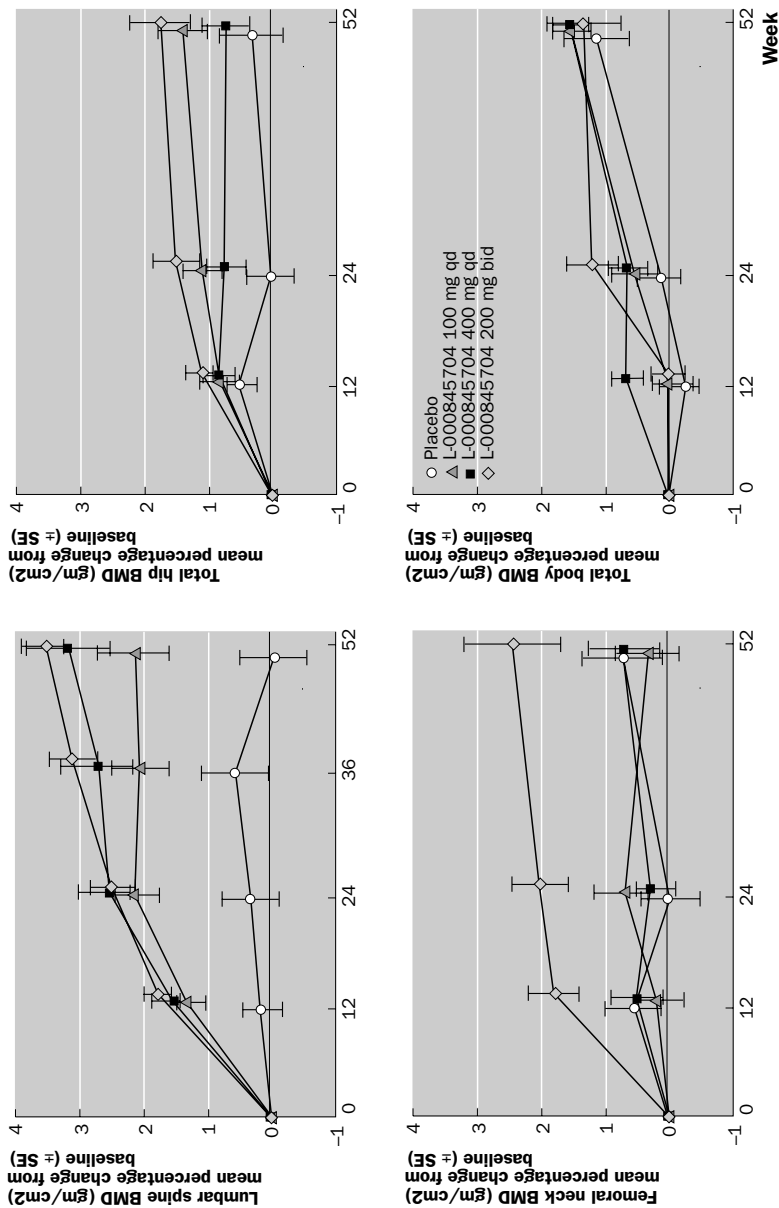 Lumbar spine BMD (gm/cm2)
mean percentage change from
baseline (± SE)
4
3
2
1
0
−1
0
12
24
36
52
Total hip BMD (gm/cm2)
mean percentage change from
baseline (± SE)
4
3
2
1
0
−1
0
12
24
52
Femoral neck BMD (gm/cm2)
mean percentage change from
baseline (± SE)
4
3
2
1
0
−1
0
12
24
52
Total body BMD (gm/cm2)
mean percentage change from
baseline (± SE)
4
3
2
1
0
−1
Placebo
L-000845704 100 mg qd
L-000845704 400 mg qd
L-000845704 200 mg bid
0
12
24
52
Week